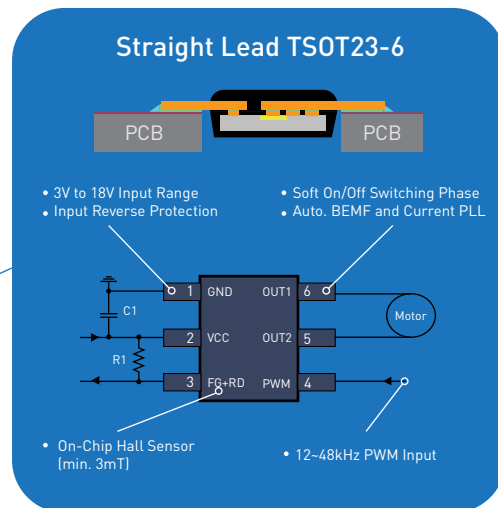 Straight Lead TSOT23-6
PCB
PCB
• 3V to 18V Input Range
• Input Reverse Protection
• Soft On/Off Switching Phase
• Auto. BEMF and Current PLL
1 GND OUT1 6
C1
Motor
2 VCC OUT2 5
R1
3 FG+RD PWM 4
• On-Chip Hall Sensor
(min. 3mT)
• 12~48kHz PWM Input